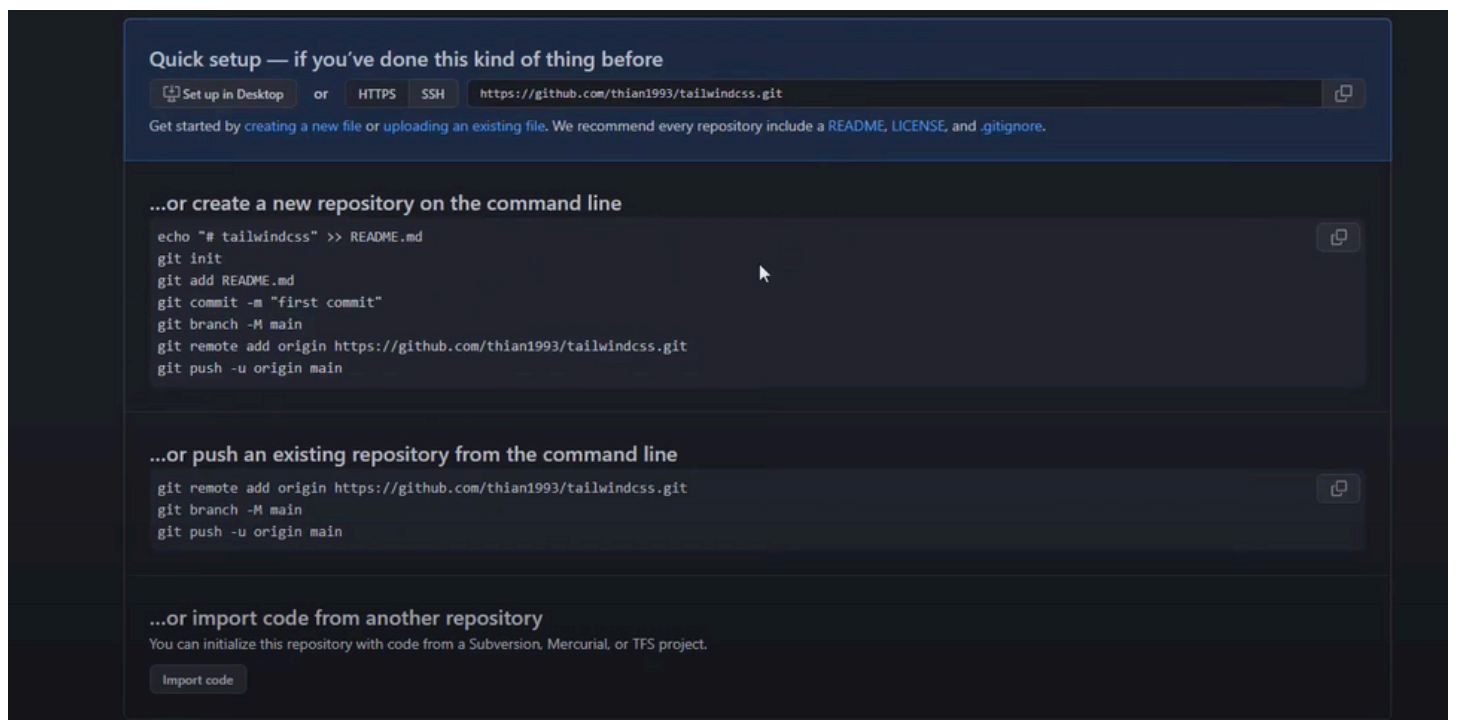 Quick setup — if you've done this kind of thing before
Set up in Desktop or HTTPS SSH https://github.com/thian1993/tailwindcss.git
Get started by creating a new file or uploading an existing file. We recommend every repository include a README, LICENSE, and .gitignore.
...or create a new repository on the command line
echo "# tailwindcss" >> README.md
git init
git add README.md
git commit -m "first commit"
git branch -M main
git remote add origin https://github.com/thian1993/tailwindcss.git
git push -u origin main
...or push an existing repository from the command line
git remote add origin https://github.com/thian1993/tailwindcss.git
git branch -M main
git push -u origin main
...or import code from another repository
You can initialize this repository with code from a Subversion, Mercurial, or TFS project.
Import code